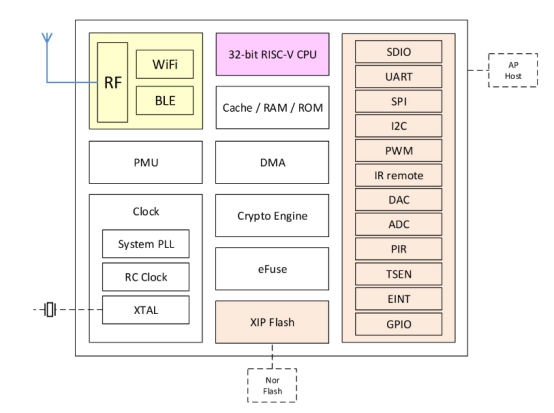 RF
WiFi
BLE
PMU
Clock
System PLL
RC Clock
XTAL
32-bit RISC-V CPU
Cache / RAM / ROM
DMA
Crypto Engine
eFuse
XIP Flash
SDIO
UART
SPI
I2C
PWM
IR remote
DAC
ADC
PIR
TSEN
EINT
GPIO
AP
Host
Nor
Flash